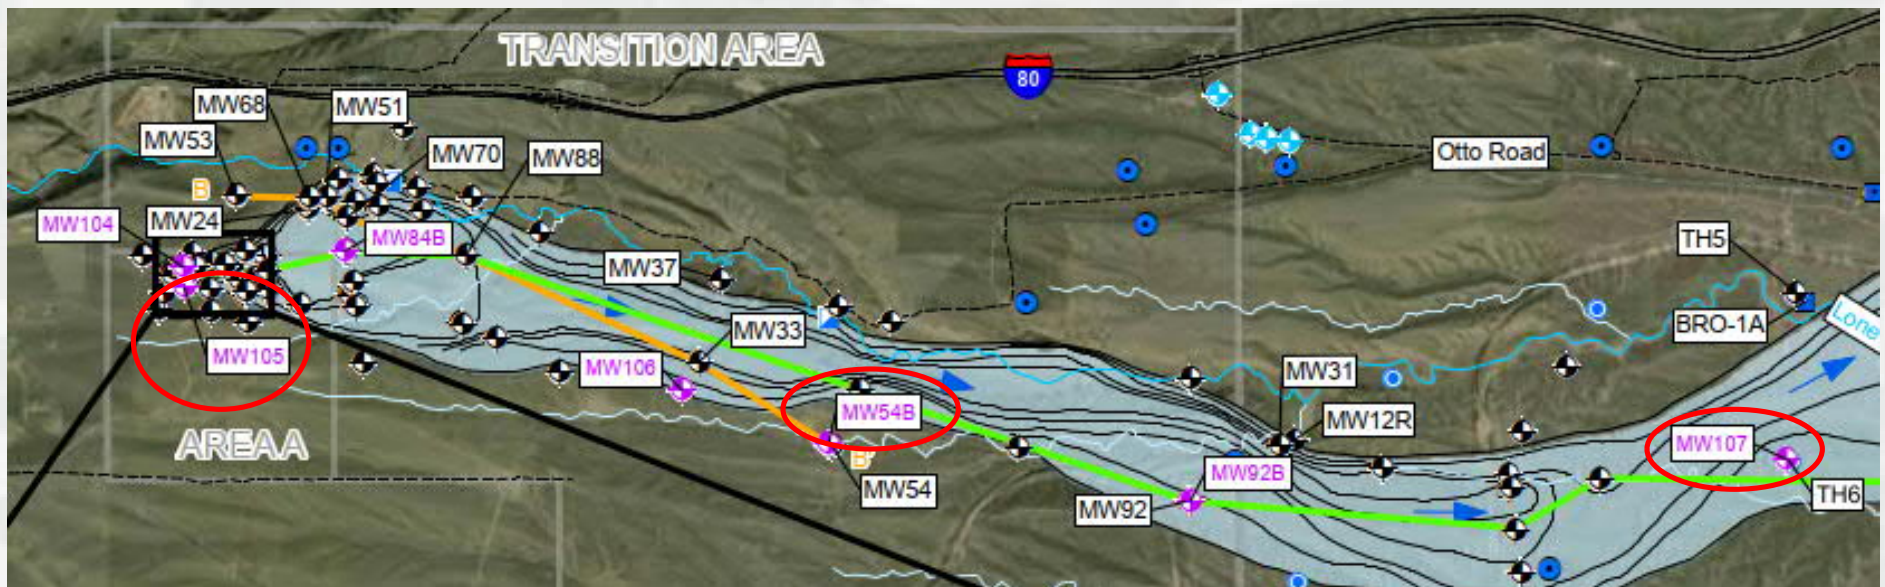 TRANSITION AREA
80
MW68
MW51
MW53
MW70
MW88
Otto Road
B
MW104
MW24
MW84B
TH5
MW37
BRO-1A
Lone
MW33
MW105
MW106
MW31
MW54B
MW12R
AREA A
MW107
B'
MW92B
MW54
MW92
TH6